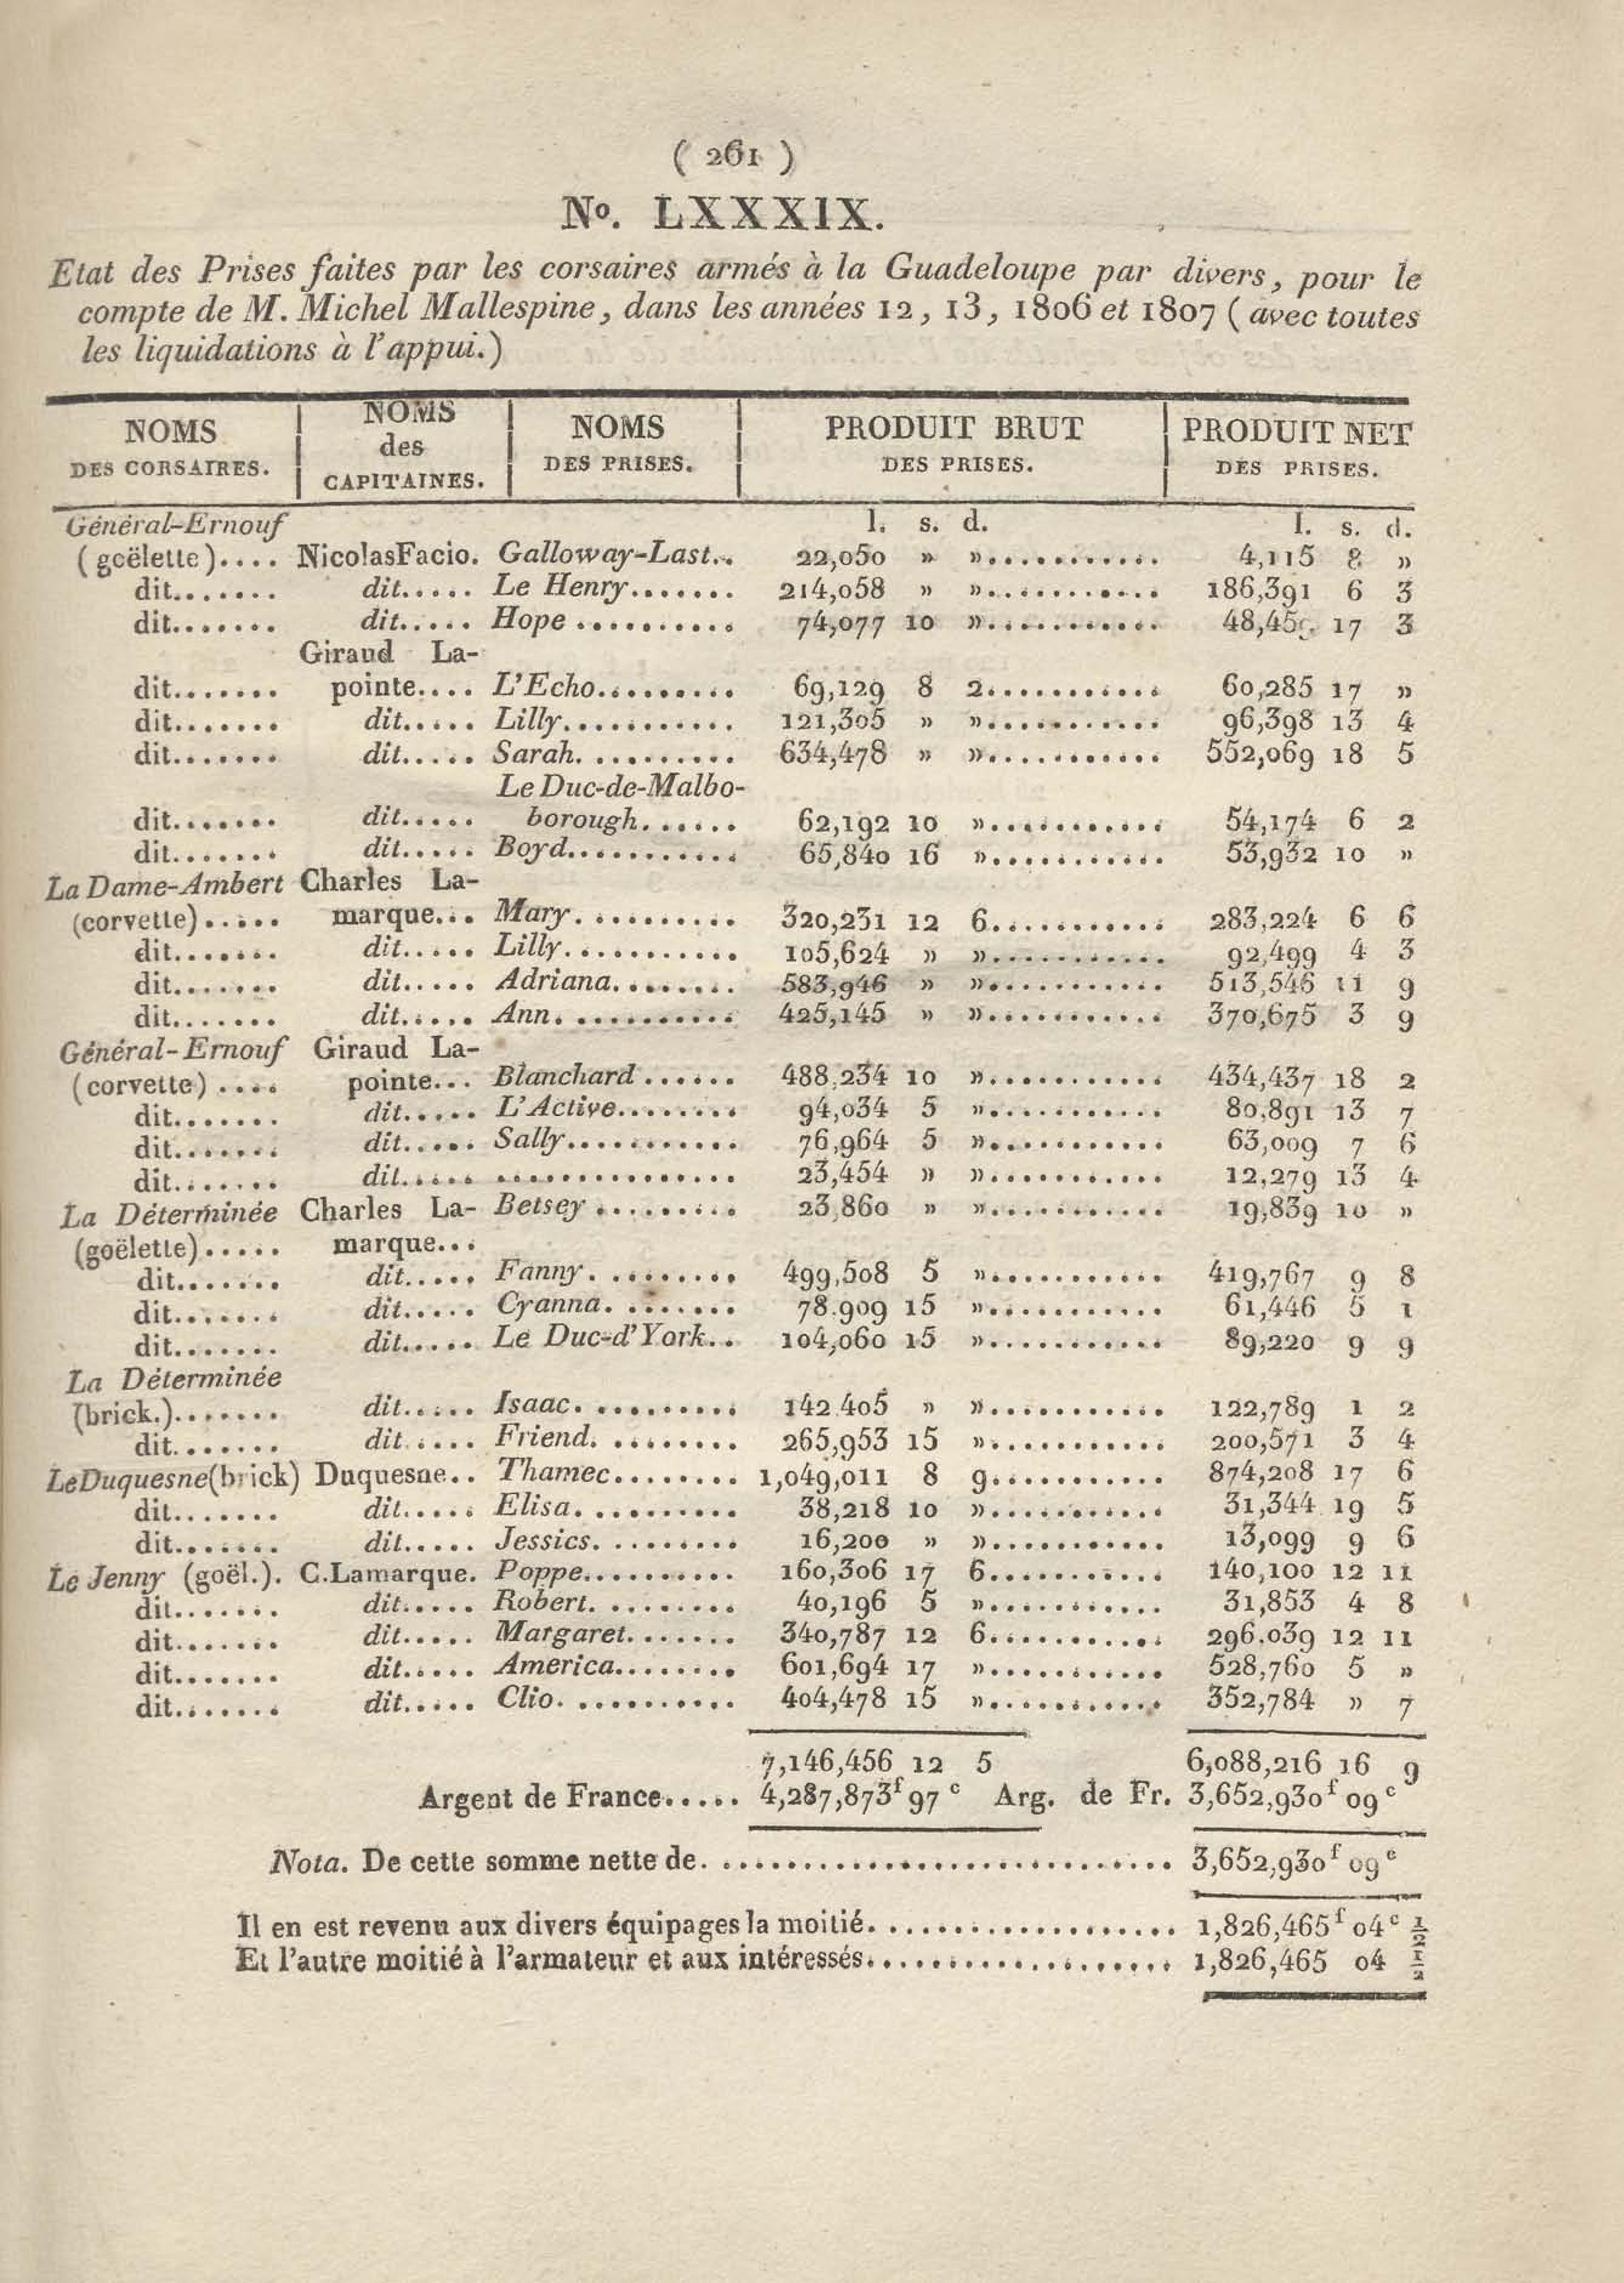 ( 261 )
No. LXXXIX.
Etat des Prises faites par les corsaires armés à la Guadeloupe par divers, pour le
compte de M. Michel Mallespine, dans les années 12, 13, 1806 et 1807 ( avec toutes
les liquidations à l'appui.)
NOMS DES CORSAIRES. NOMS des CAPITAINES. NOMS DES PRISES. PRODUIT BRUT DES PRISES. PRODUIT NET DES PRISES.
Général-Ernouf l. s. d. l. s. d.
( goëlette ).... Nicolas Facio. Galloway-Last... 22,050 » »............ 4,115 8 »
dit....... dit..... Le Henry....... 214,058 » »............ 186,391 6 3
dit....... dit..... Hope .......... 74,077 10 »............ 17 3
Giraud La-
dit....... pointe.... L'Echo......... 69,129 8 2............ 60,285 17 »
dit....... dit..... Lilly........... 121,305 » »............ 96,398 13 4
dit....... dit..... Sarah. ......... 634,478 » »............ 552,069 18 5
Le Duc-de-Malbo-
dit....... dit..... borough. ...... 62,192 10 »............ 54,174 6 2
dit....... dit..... Boyd............ 65,840 16 »............ 53,932 10 »
La Dame-Ambert Charles La-
(corvette)..... marque... Mary. ......... 320,231 12 6............ 283,224 6 6
dit....... dit..... Lilly........... 105,624 » »............ 92,499 4 3
dit....... dit..... Adriana........ 583,946 » »............ 513,546 11 9
dit....... dit..... Ann. .......... 425,145 » »............ 370,675 3 9
Général-Ernouf Giraud La-
(corvette) .... pointe... Blanchard ...... 488,234 10 »............ 434,437 18 2
dit....... dit..... L'Active........ 94,034 5 »............ 80,891 13 7
dit....... dit..... Sally........... 76,964 5 »............ 63,009 7 6
dit....... dit..... ............... 23,454 » »............ 12,279 13 4
La Déterminée Charles La- Betsey ......... 23,860 » »............ 19,839 10 »
(goëlette)..... marque...
dit....... dit..... Fanny. ........ 499,508 5 »............ 419,767 9 8
dit....... dit..... Cyanna. ....... 78.909 15 »............ 61,446 5 1
dit....... dit..... Le Duc-d'York.. 104,060 15 »............ 89,220 9 9
La Déterminée
(brick.)....... dit..... Isaac. ......... 142.405 » »............ 122,789 1 2
dit....... dit..... Friend. ........ 265,953 15 »............ 200,571 3 4
Le Duquesne(brick) Duquesne.. Thamec........ 1,049,011 8 9............ 874,208 17 6
dit....... dit..... Elisa. ......... 38,218 10 »............ 31,344 19 5
dit....... dit..... Jessics. ........ 16,200 » »............ 13,099 9 6
Le Jenny (goël.). C.Lamarque. Poppe.......... 160,306 17 6............ 140,100 12 11
dit....... dit..... Robert. ........ 40,196 5 »............ 31,853 4 8
dit....... dit..... Margaret....... 340,787 12 6............ 296.039 12 11
dit....... dit..... America........ 601,694 17 »............ 528,760 5 »
dit....... dit..... Clio. .......... 404,478 15 »............ 352,784 » 7
7,146,456 12 5 6,088,216 16 9
Argent de France..... 4,287,873f 97c Arg. de Fr. 3,652,930f 09c
Nota. De cette somme nette de. ............................ 3,652,930f 09c
Il en est revenu aux divers équipages la moitié. ................... 1,826,465f 04c 1/2
Et l'autre moitié à l'armateur et aux intéressés................... 1,826,465 04 1/2